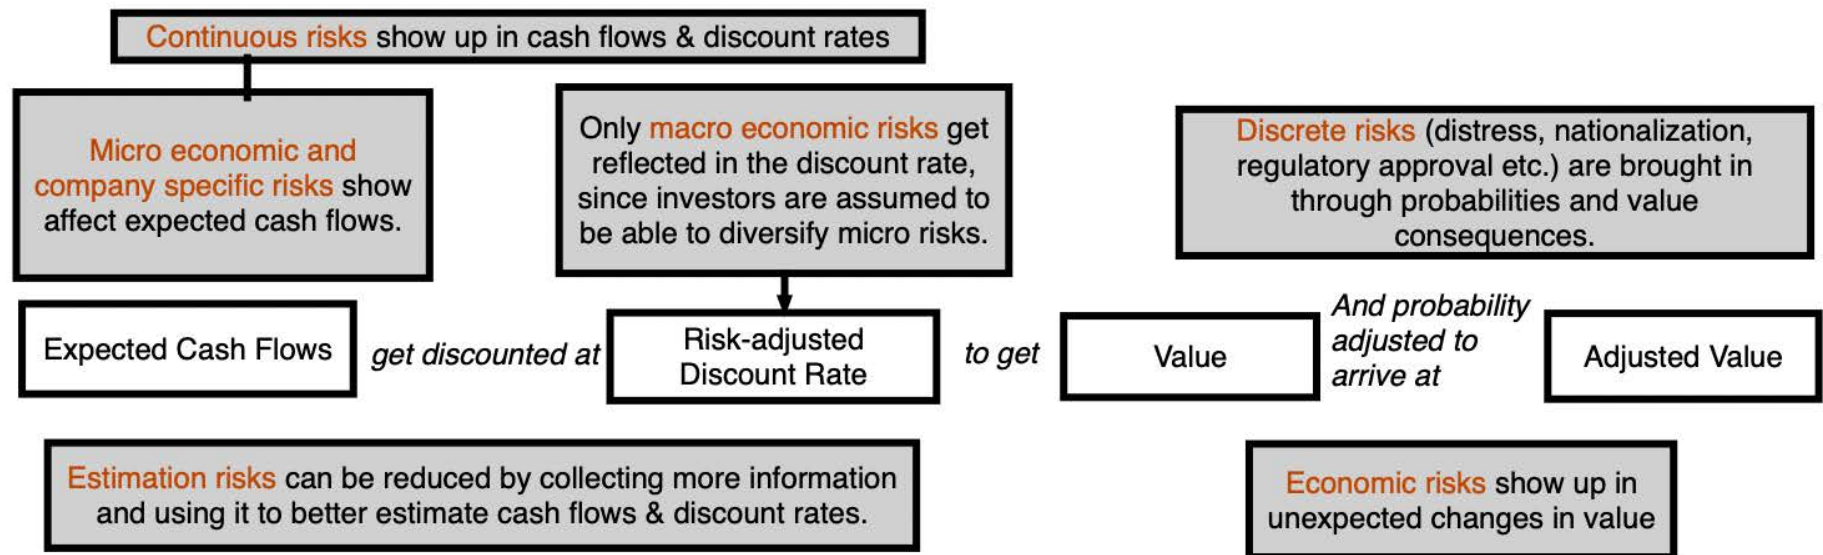 Continuous risks show up in cash flows & discount rates
Micro economic and
company specific risks show
affect expected cash flows.
Only macro economic risks get
reflected in the discount rate,
since investors are assumed to
be able to diversify micro risks.
Discrete risks (distress, nationalization,
regulatory approval etc.) are brought in
through probabilities and value
consequences.
Expected Cash Flows
get discounted at
Risk-adjusted
Discount Rate
to get
Value
And probability
adjusted to
arrive at
Adjusted Value
Estimation risks can be reduced by collecting more information
and using it to better estimate cash flows & discount rates.
Economic risks show up in
unexpected changes in value